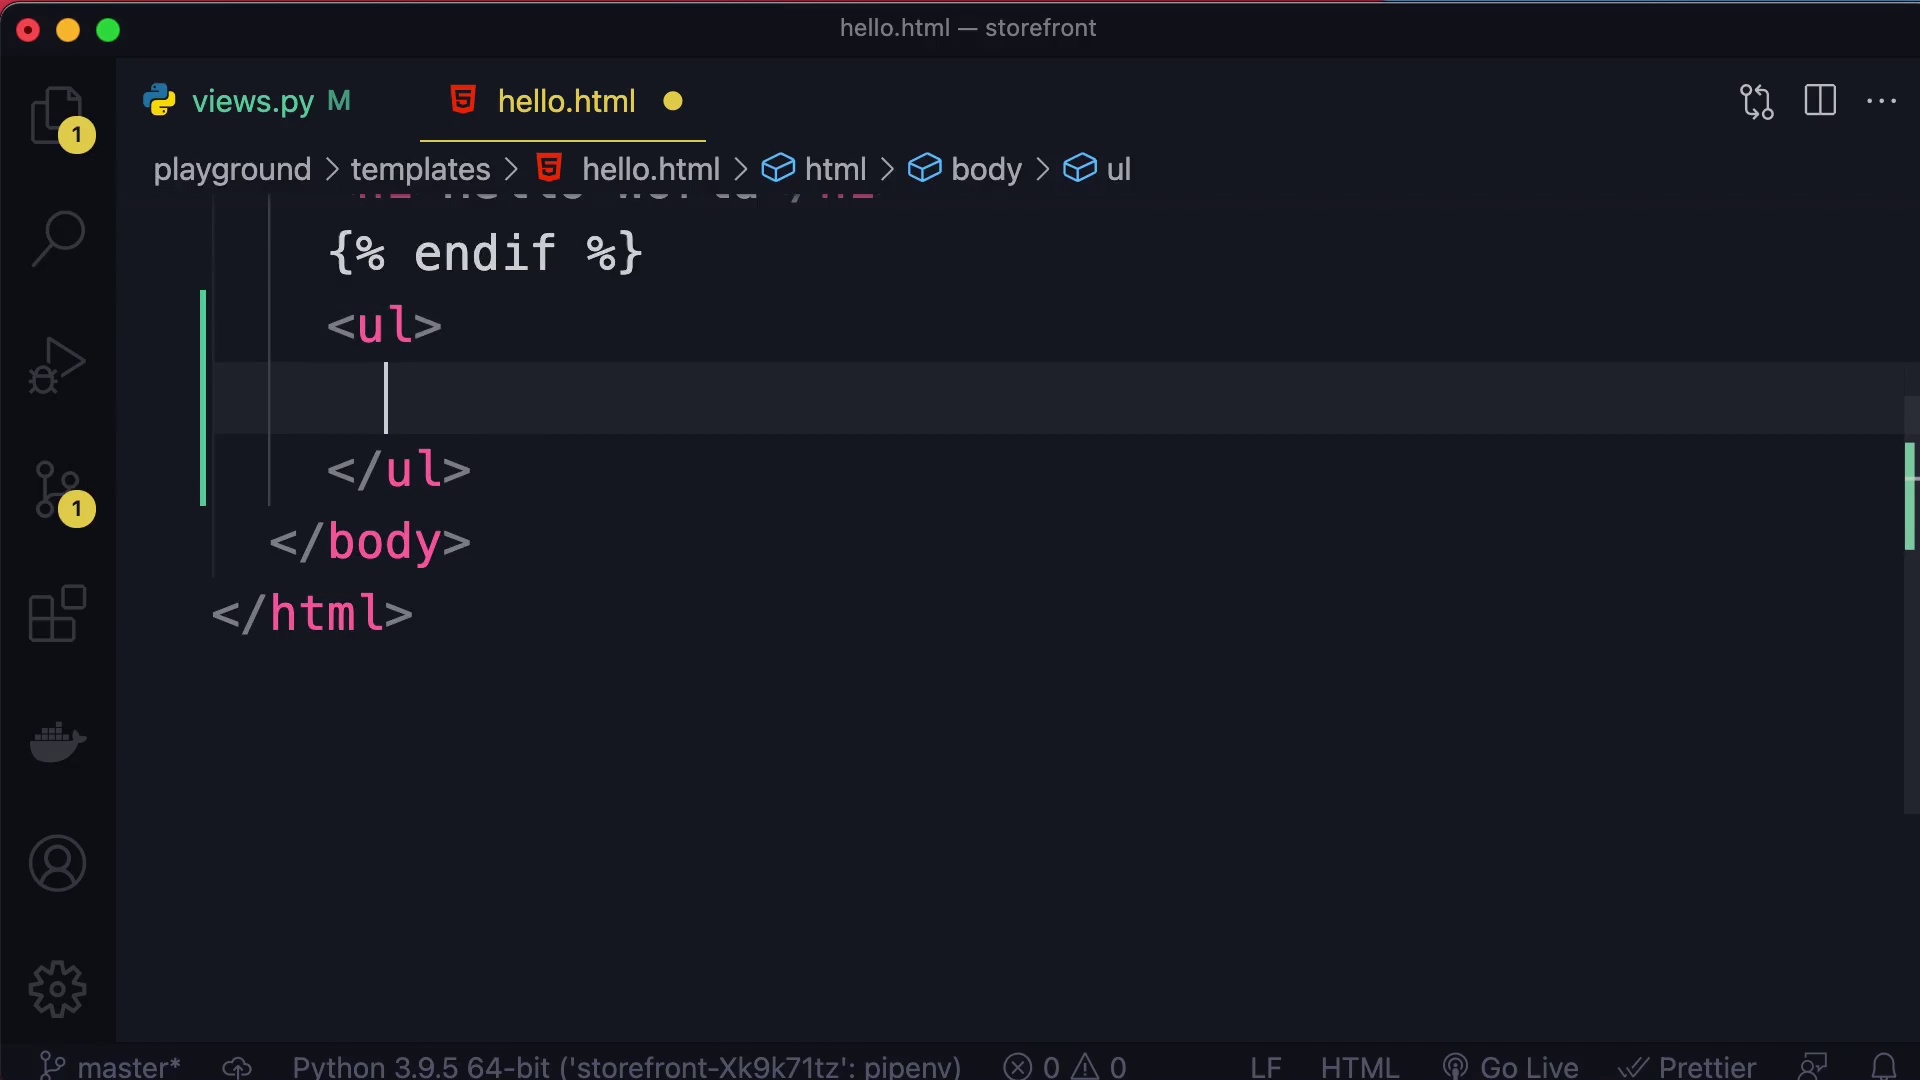 hello.html — storefront
views.py M hello.html
playground > templates > hello.html > html > body > ul
{% endif %}
<ul>
</ul>
</body>
</html>
1
1
master* Python 3.9.5 64-bit ('storefront-Xk9k71tz': pipenv) 0 0 LF HTML Go Live Prettier